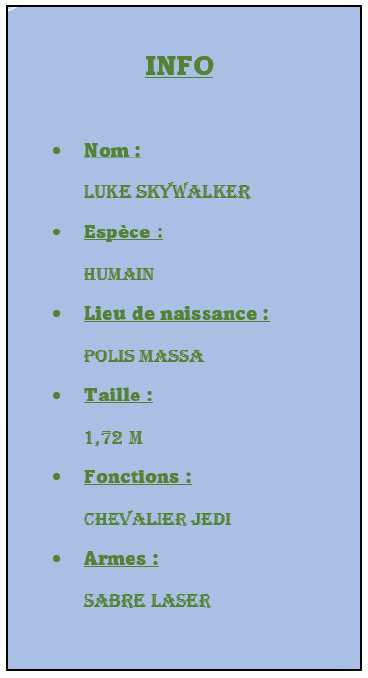 INFO
• Nom :
LUKE SKYWALKER
• Espèce :
HUMAIN
• Lieu de naissance :
POLIS MASSA
• Taille :
1,72 M
• Fonctions :
CHEVALIER JEDI
• Armes :
SABRE LASER